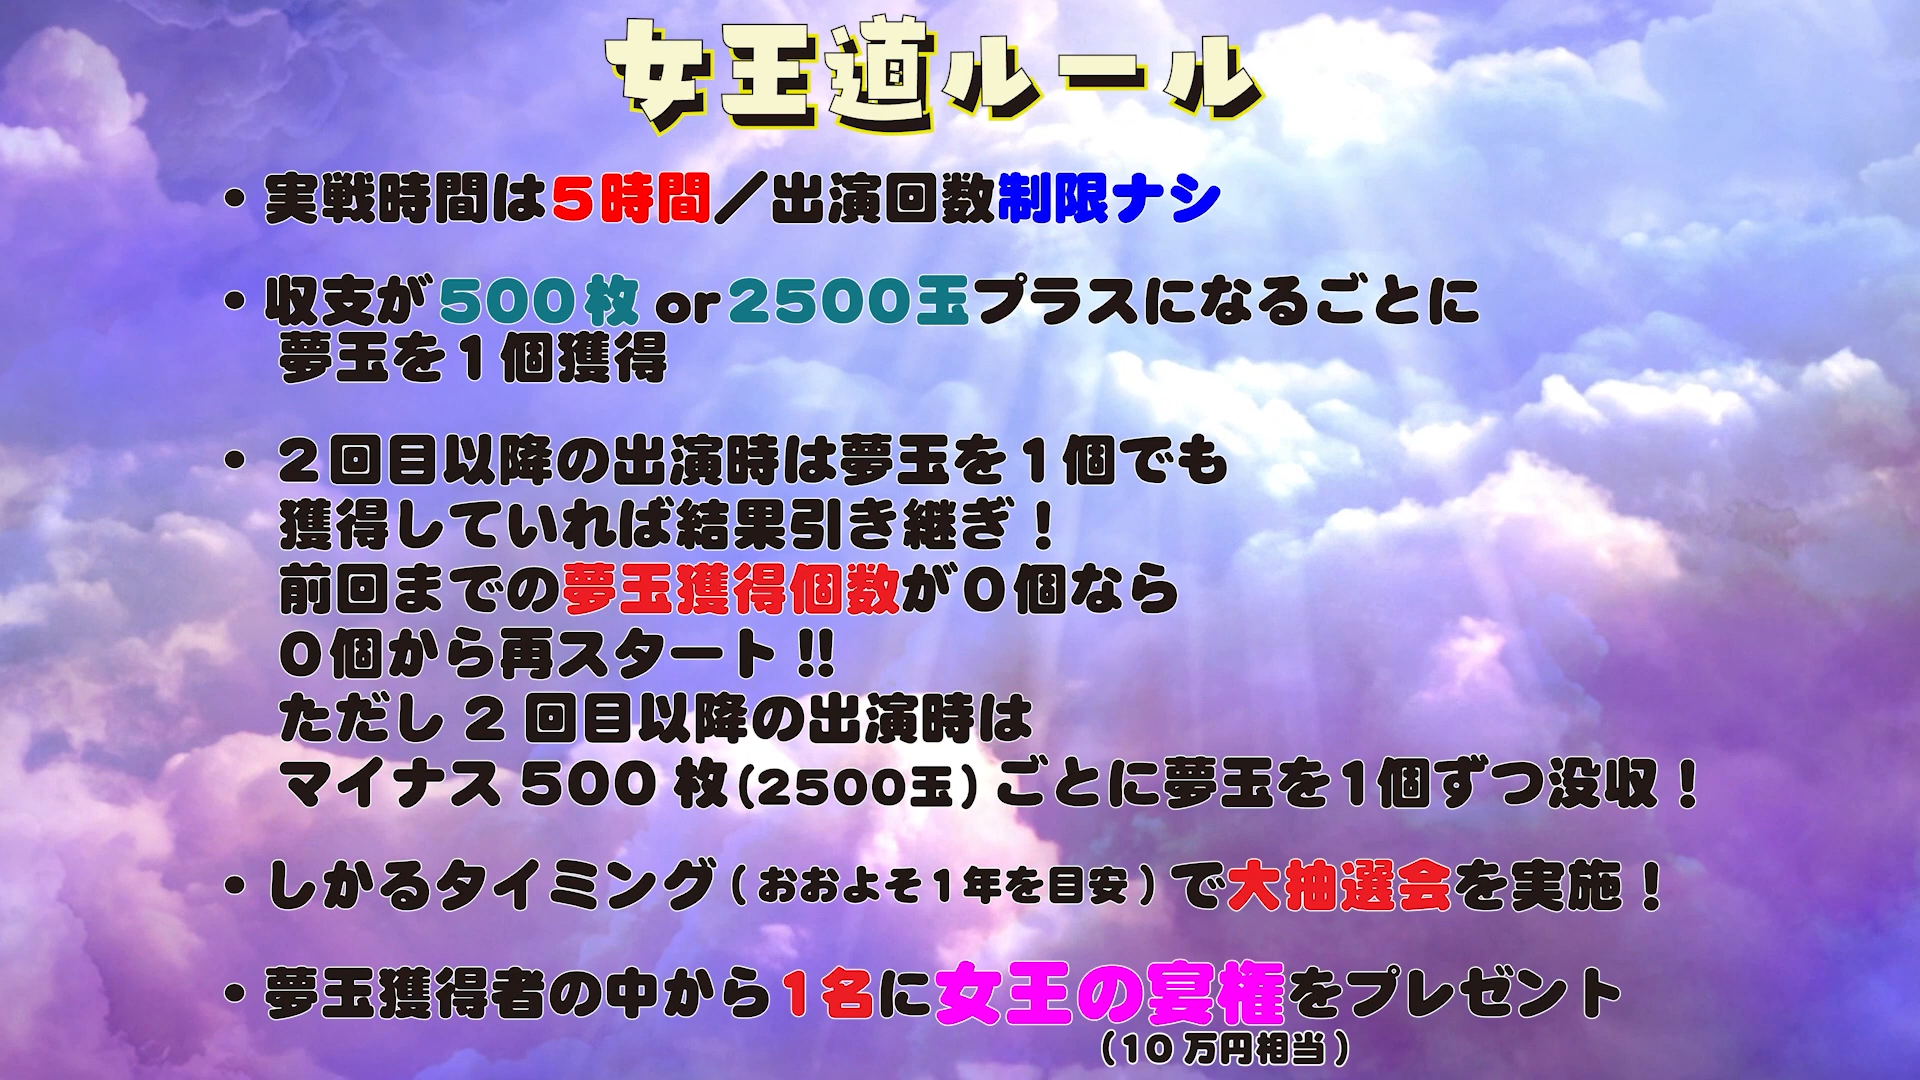 女王道ルール
・実戦時間は5時間／出演回数制限ナシ
・収支が500枚or2500玉プラスになるごとに
夢玉を1個獲得
・2回目以降の出演時は夢玉を1個でも
獲得していれば結果引き継ぎ！
前回までの夢玉獲得個数が0個なら
0個から再スタート!!
ただし2回目以降の出演時は
マイナス500枚(2500玉)ごとに夢玉を1個ずつ没収！
・しかるタイミング(おおよそ1年を目安)で大抽選会を実施！
・夢玉獲得者の中から1名に女王の宴権をプレゼント
(10万円相当)